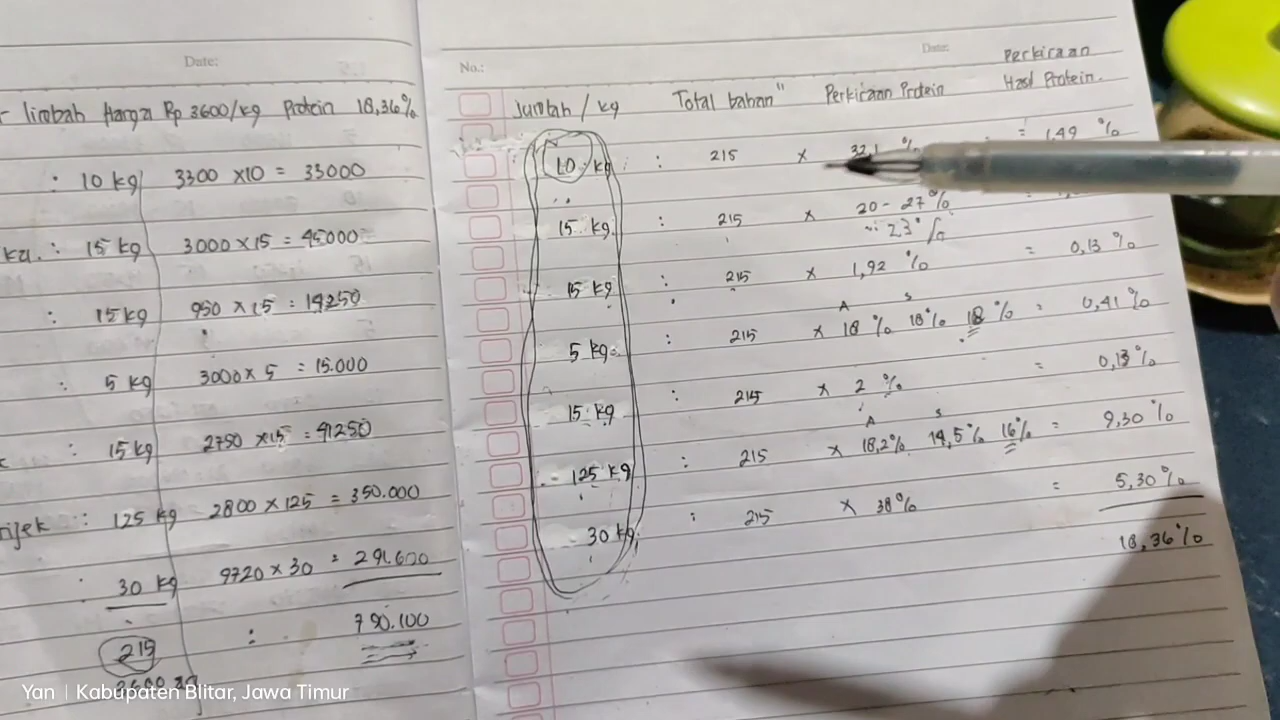 Date:
limbah Harga Rp 3600/kg Protein 18,36%
: 10 kg 3300 x10 = 33000
ka. : 15 kg 3000 x 15 = 45000
: 15 kg 950 x 15 = 14250
: 5 kg 3000 x 5 = 15.000
: 15 kg 2750 x 15 = 41250
njek : 125 kg 2800 x 125 = 350.000
: 30 kg 9720 x 30 = 291.600
215 : 790.100
No.: Date:
Jumlah / kg Total bahan" Perkiraan Protein Perkiraan Hasil Protein.
10 kg : 215 x 32,1 % = 1,49 %
15 kg : 215 x 20 - 27%
23 %
15 kg : 215 x 1,92 % = 0,13 %
A S
5 kg : 215 x 18 % 18% 18 % = 0,41 %
15 kg : 215 x 2 % = 0,13 %
A S
125 kg : 215 x 18,2% 14,5% 16% = 9,30 %
30 kg : 215 x 38% = 5,30 %
18,36%
Yan | Kabupaten Blitar, Jawa Timur